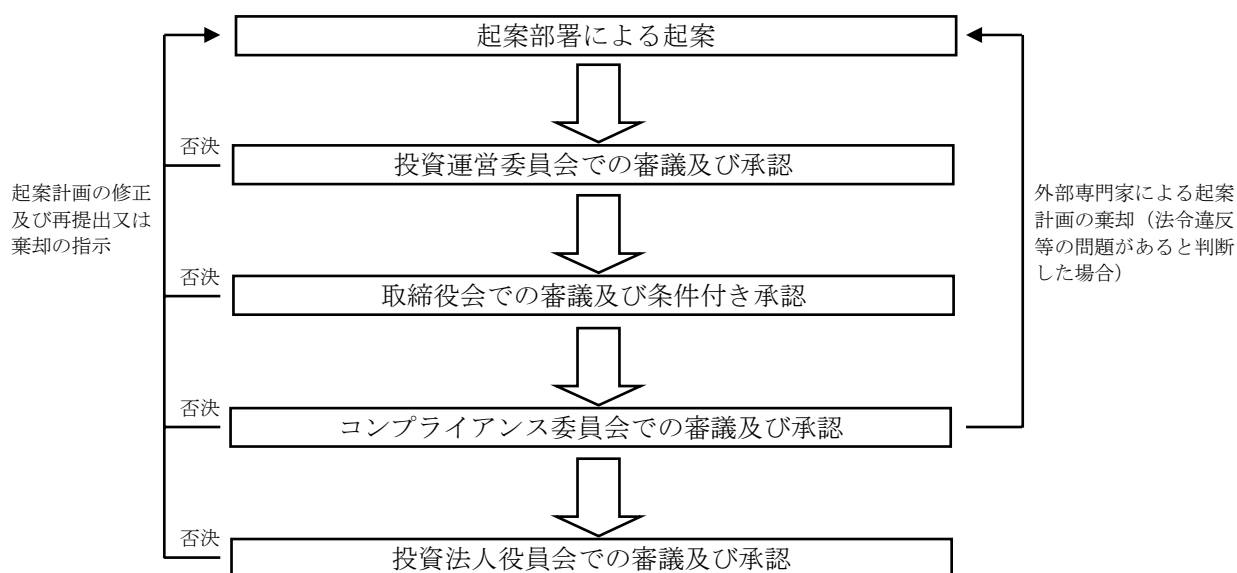 起案部署による起案
否決
投資運営委員会での審議及び承認
起案計画の修正
及び再提出又は
棄却の指示
外部専門家による起案
計画の棄却（法令違反
等の問題があると判断
した場合）
否決
取締役会での審議及び条件付き承認
否決
コンプライアンス委員会での審議及び承認
否決
投資法人役員会での審議及び承認